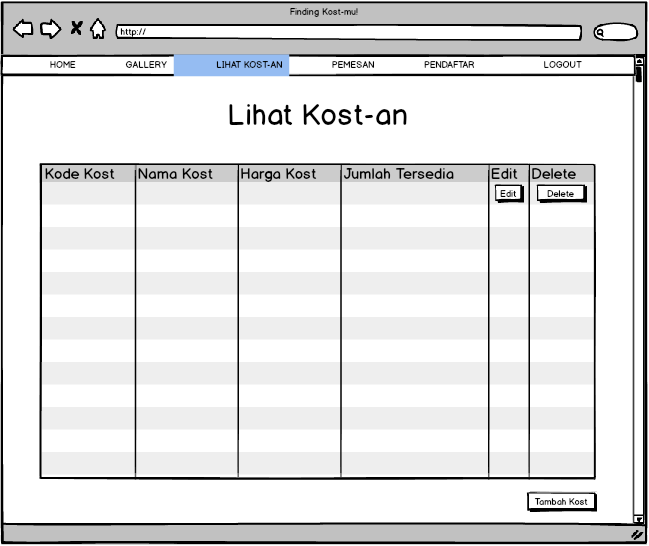 Finding Kost-mu!
http://
HOME GALLERY LIHAT KOST-AN PEMESAN PENDAFTAR LOGOUT
Lihat Kost-an
Kode Kost Nama Kost Harga Kost Jumlah Tersedia Edit Delete
Edit Delete
Tambah Kost